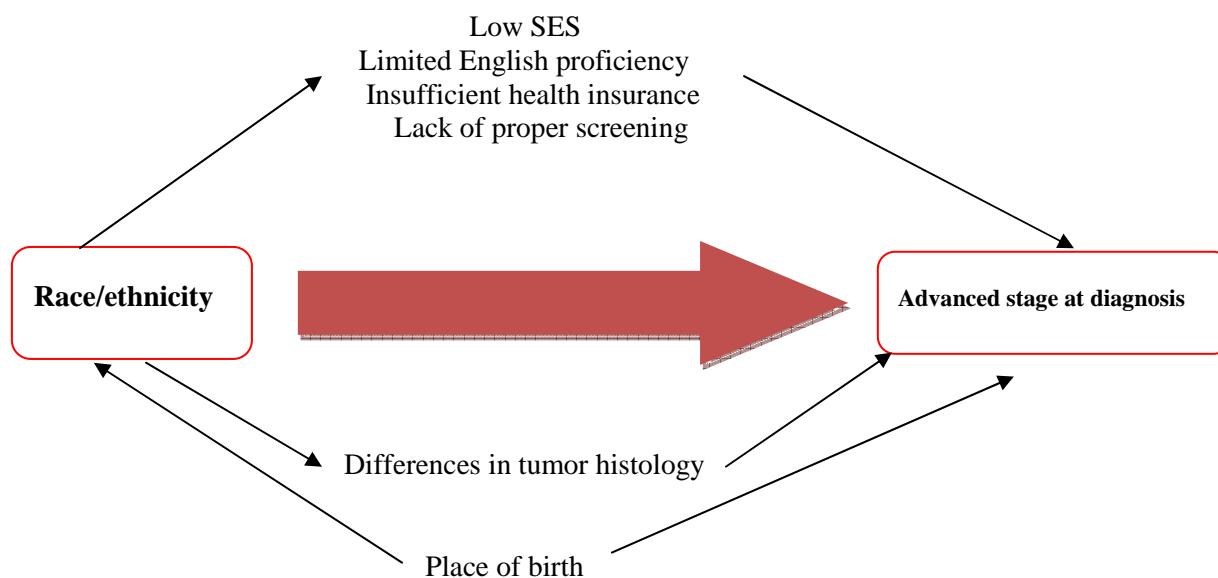 Low SES
Limited English proficiency
Insufficient health insurance
Lack of proper screening
Race/ethnicity
Advanced stage at diagnosis
Differences in tumor histology
Place of birth